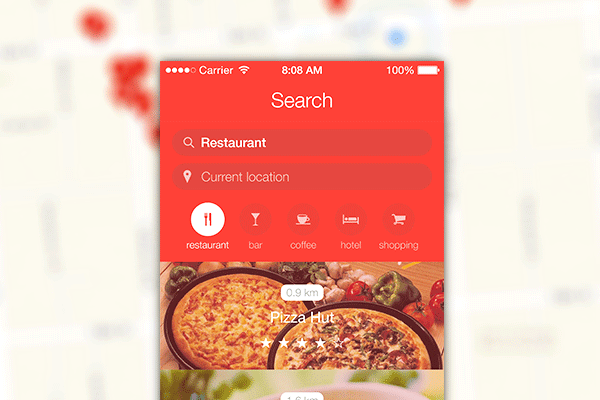 Carrier 8:08 AM 100%
Search
Restaurant
Current location
restaurant bar coffee hotel shopping
0.9 km
Pizza Hut
1.6 km